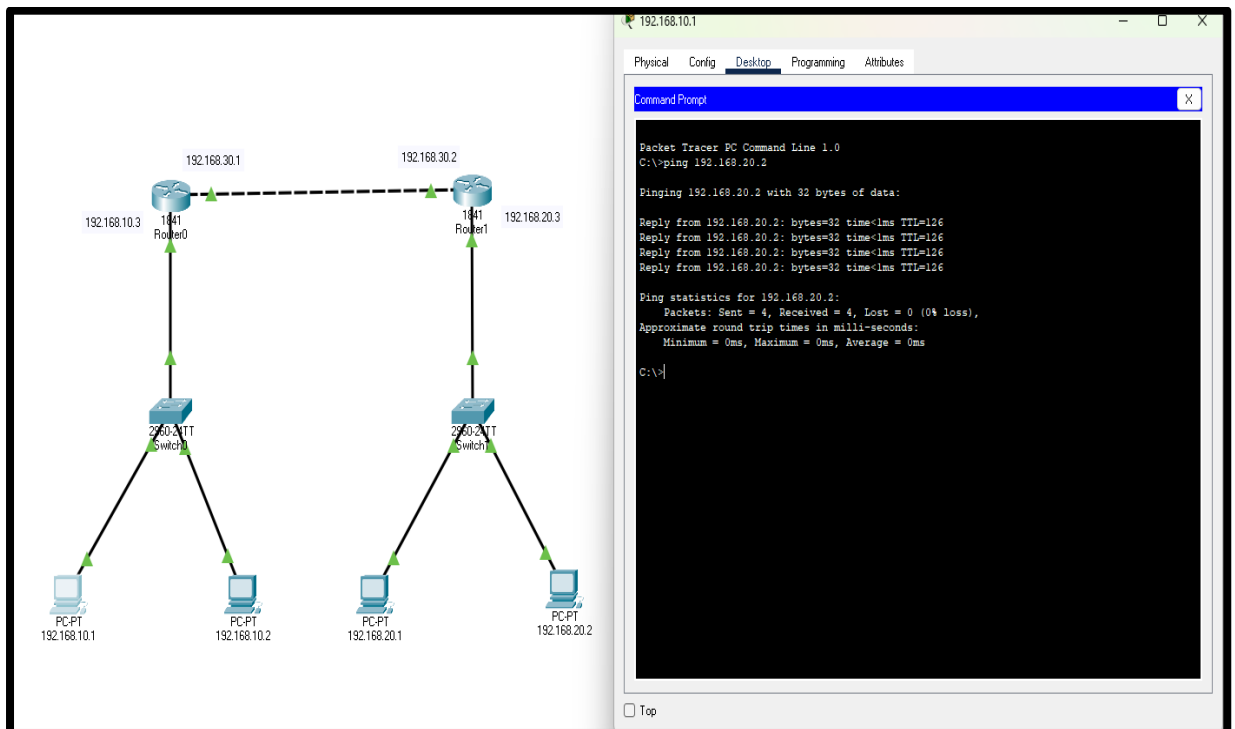 192.168.30.1
192.168.30.2
192.168.10.3
1841
Router0
1841
Router1
192.168.20.3
2960-24TT
Switch0
2960-24TT
Switch1
PC-PT
192.168.10.1
PC-PT
192.168.10.2
PC-PT
192.168.20.1
PC-PT
192.168.20.2
192.168.10.1
Physical Config Desktop Programming Attributes
Command Prompt X
Packet Tracer PC Command Line 1.0
C:\>ping 192.168.20.2
Pinging 192.168.20.2 with 32 bytes of data:
Reply from 192.168.20.2: bytes=32 time<1ms TTL=126
Reply from 192.168.20.2: bytes=32 time<1ms TTL=126
Reply from 192.168.20.2: bytes=32 time<1ms TTL=126
Reply from 192.168.20.2: bytes=32 time<1ms TTL=126
Ping statistics for 192.168.20.2:
Packets: Sent = 4, Received = 4, Lost = 0 (0% loss),
Approximate round trip times in milli-seconds:
Minimum = 0ms, Maximum = 0ms, Average = 0ms
C:\>
Top